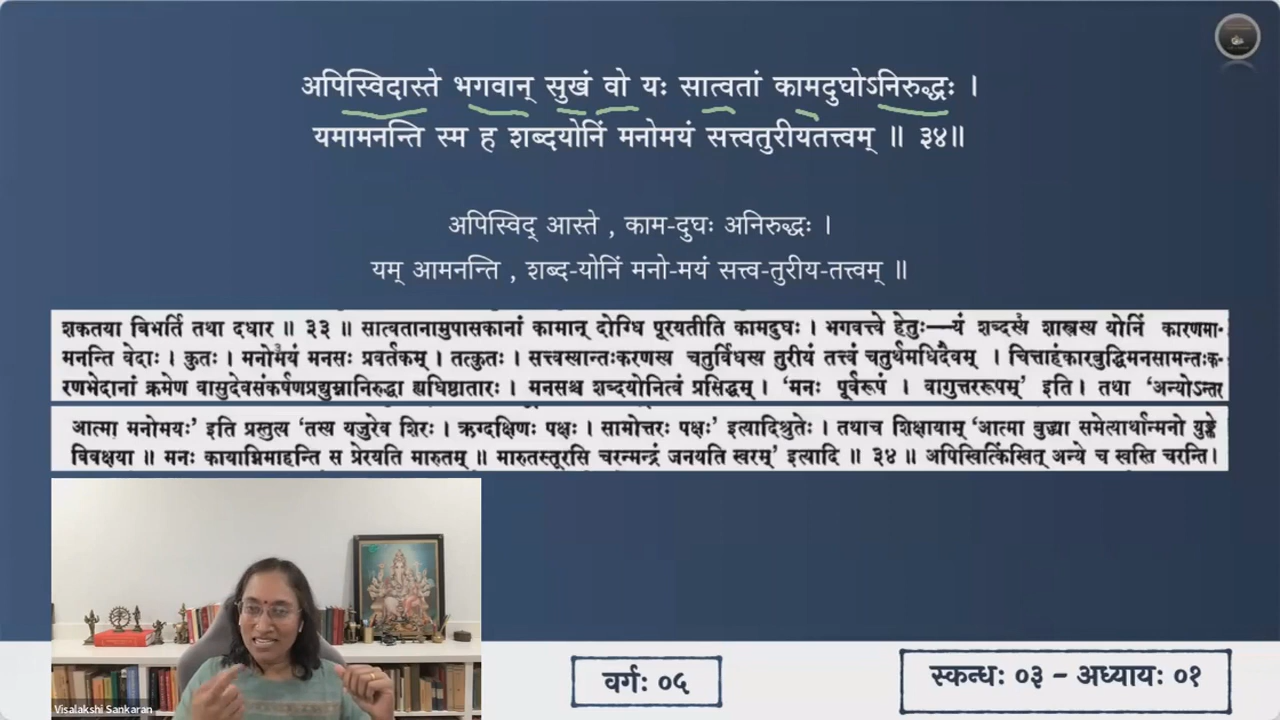 अपिस्विदास्ते भगवान् सुखं वो यः सात्वतां कामदुघोऽनिरुद्धः ।
यमामनन्ति स्म ह शब्दयोनिं मनोमयं सत्त्वतुरीयतत्त्वम् ॥ ३४॥
अपिस्विद् आस्ते , काम-दुघः अनिरुद्धः ।
यम् आमनन्ति , शब्द-योनिं मनो-मयं सत्त्व-तुरीय-तत्त्वम् ॥
शकतया बिभर्ति तथा दधार ॥ ३३ ॥ सात्वतानामुपासकानां कामान् दोग्धि पूरयतीति कामदुघः । भगवत्त्वे हेतुः—यं शब्दस्य शास्त्रस्य योनिं कारणमा-
मनन्ति वेदाः । कुतः । मनोमयं मनसः प्रवर्तकम् । तत्कुतः । सत्त्वस्यान्तःकरणस्य चतुर्विधस्य तुरीयं तत्त्वं चतुर्थमधिदैवम् । चित्ताहंकारबुद्धिमनसामन्तःक-
रणभेदानां क्रमेण वासुदेवसंकर्षणप्रद्युम्नानिरुद्धा ह्यधिष्ठातारः । मनसश्च शब्दयोनित्वं प्रसिद्धम् । ‘मनः पूर्वरूपं । वागुत्तररूपम्’ इति । तथा ‘अन्योऽन्तर
आत्मा मनोमयः’ इति प्रस्तुत्य ‘तस्य यजुरेव शिरः । ऋग्दक्षिणः पक्षः । सामोत्तरः पक्षः’ इत्यादिश्रुतेः । तथाच शिक्षायाम् ‘आत्मा बुद्ध्या समेत्यार्थान्मनो युङ्क्ते
विवक्षया ॥ मनः कायाग्निमाहन्ति स प्रेरयति मारुतम् ॥ मारुतस्तूरसि चरन्मन्द्रं जनयति स्वरम्’ इत्यादि ॥ ३४ ॥ अपिस्वित्किंस्वित् अन्ये च स्वस्ति चरन्ति ।
Visalakshi Sankaran
वर्गः ०५
स्कन्धः ०३ – अध्यायः ०१